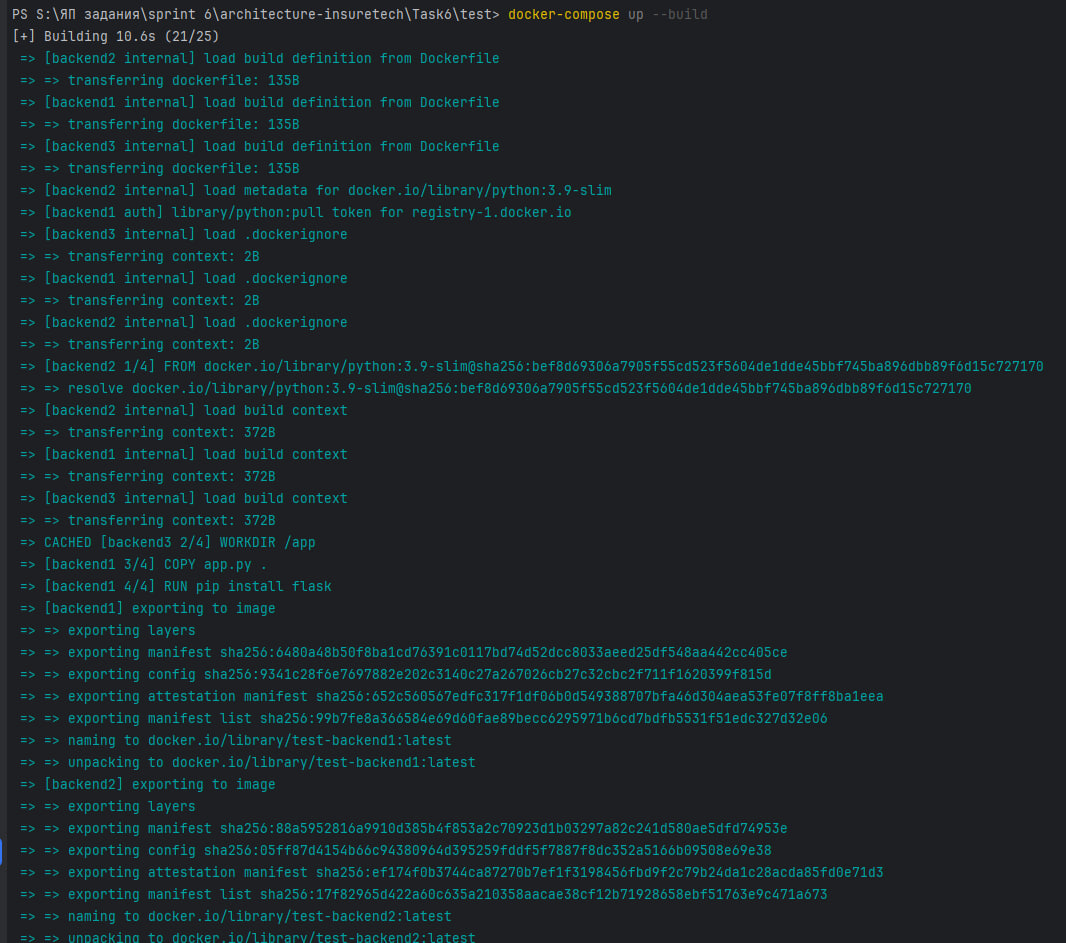 PS S:\ЯП задания\sprint 6\architecture-insuretech\Task6\test> docker-compose up --build
[+] Building 10.6s (21/25)
=> [backend2 internal] load build definition from Dockerfile
=> => transferring dockerfile: 135B
=> [backend1 internal] load build definition from Dockerfile
=> => transferring dockerfile: 135B
=> [backend3 internal] load build definition from Dockerfile
=> => transferring dockerfile: 135B
=> [backend2 internal] load metadata for docker.io/library/python:3.9-slim
=> [backend1 auth] library/python:pull token for registry-1.docker.io
=> [backend3 internal] load .dockerignore
=> => transferring context: 2B
=> [backend1 internal] load .dockerignore
=> => transferring context: 2B
=> [backend2 internal] load .dockerignore
=> => transferring context: 2B
=> [backend2 1/4] FROM docker.io/library/python:3.9-slim@sha256:bef8d69306a7905f55cd523f5604de1dde45bbf745ba896dbb89f6d15c727170
=> => resolve docker.io/library/python:3.9-slim@sha256:bef8d69306a7905f55cd523f5604de1dde45bbf745ba896dbb89f6d15c727170
=> [backend2 internal] load build context
=> => transferring context: 372B
=> [backend1 internal] load build context
=> => transferring context: 372B
=> [backend3 internal] load build context
=> => transferring context: 372B
=> CACHED [backend3 2/4] WORKDIR /app
=> [backend1 3/4] COPY app.py .
=> [backend1 4/4] RUN pip install flask
=> [backend1] exporting to image
=> => exporting layers
=> => exporting manifest sha256:6480a48b50f8ba1cd76391c0117bd74d52dcc8033aeed25df548aa442cc405ce
=> => exporting config sha256:9341c28f6e7697882e202c3140c27a267026cb27c32cbc2f711f1620399f815d
=> => exporting attestation manifest sha256:652c560567edfc317f1df06b0d549388707bfa46d304aea53fe07f8ff8ba1eea
=> => exporting manifest list sha256:99b7fe8a366584e69d60fae89becc6295971b6cd7bdfb5531f51edc327d32e06
=> => naming to docker.io/library/test-backend1:latest
=> => unpacking to docker.io/library/test-backend1:latest
=> [backend2] exporting to image
=> => exporting layers
=> => exporting manifest sha256:88a5952816a9910d385b4f853a2c70923d1b03297a82c241d580ae5dfd74953e
=> => exporting config sha256:05ff87d4154b66c94380964d395259fddf5f7887f8dc352a5166b09508e69e38
=> => exporting attestation manifest sha256:ef174f0b3744ca87270b7ef1f3198456fbd9f2c79b24da1c28acda85fd0e71d3
=> => exporting manifest list sha256:17f82965d422a60c635a210358aacae38cf12b71928658ebf51763e9c471a673
=> => naming to docker.io/library/test-backend2:latest
=> => unpacking to docker.io/library/test-backend2:latest